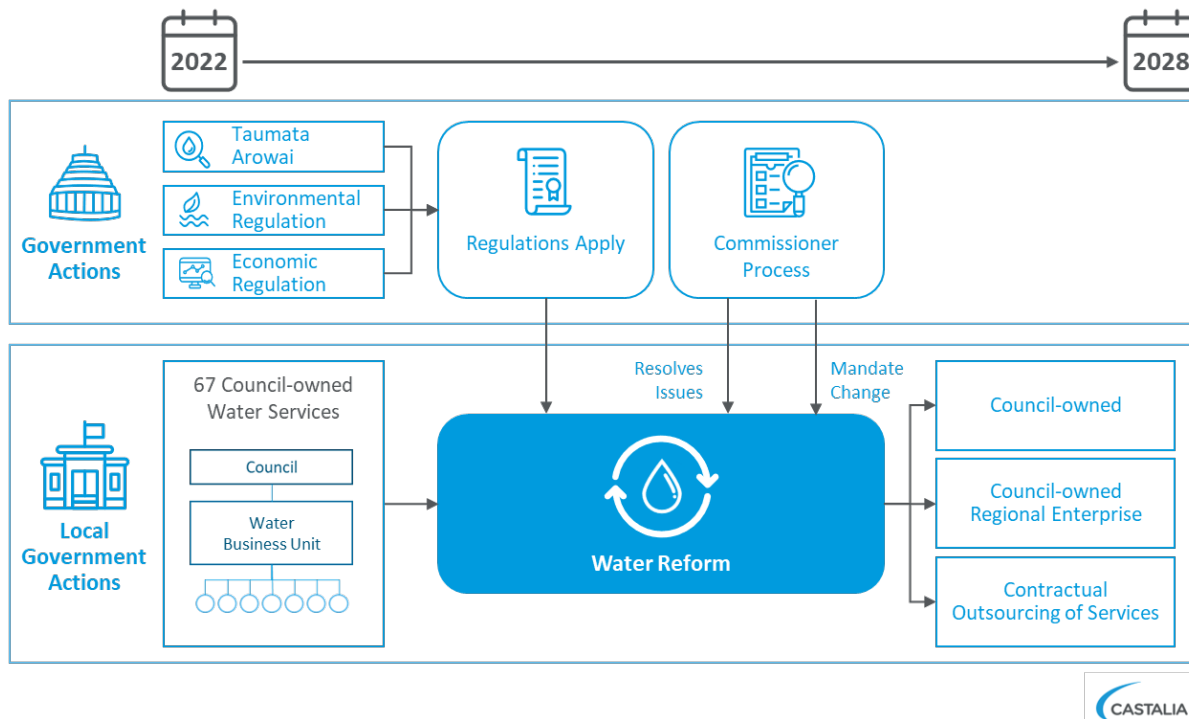 2022
2028
Government
Actions
Taumata
Arowai
Environmental
Regulation
Economic
Regulation
Regulations Apply
Commissioner
Process
Resolves
Issues
Mandate
Change
Local
Government
Actions
67 Council-owned
Water Services
Council
Water
Business Unit
Water Reform
Council-owned
Council-owned
Regional Enterprise
Contractual
Outsourcing of Services
CASTALIA